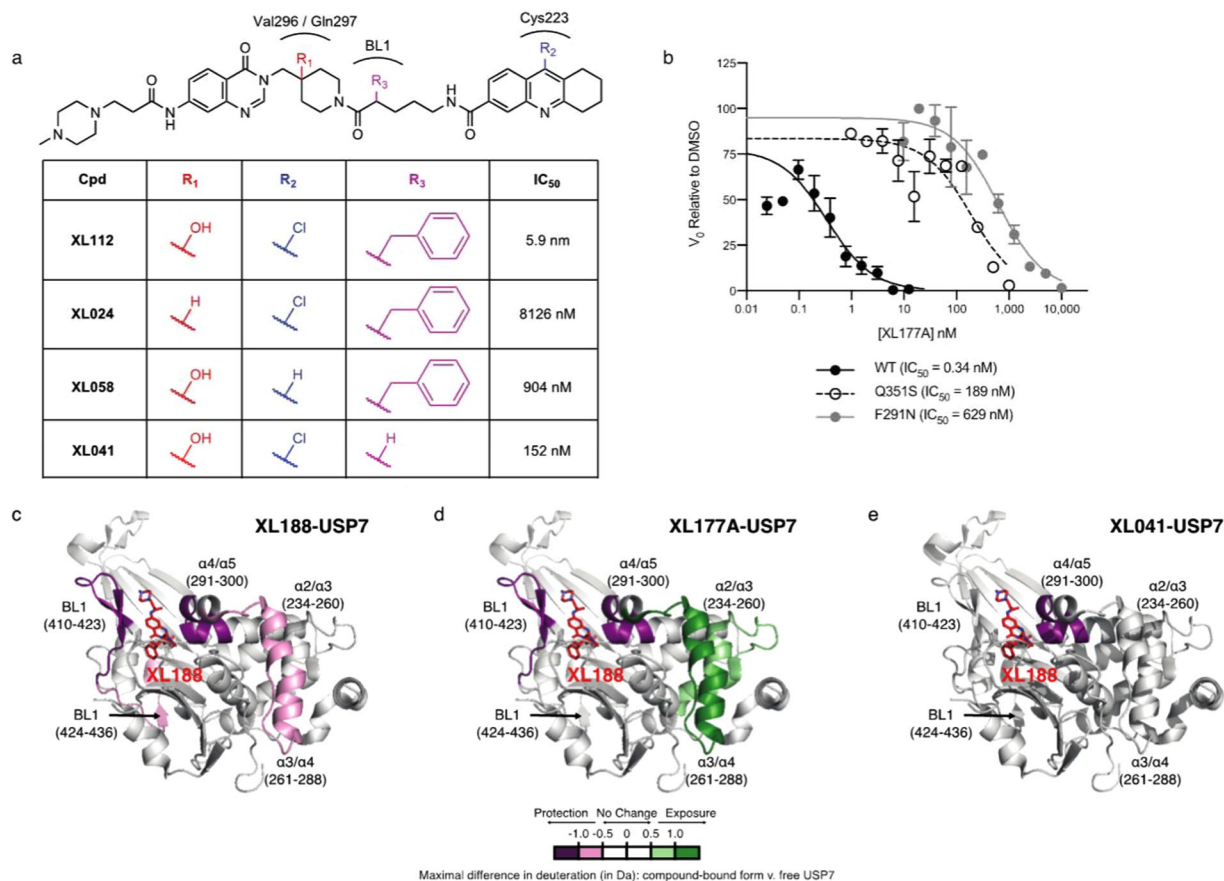 a
Val296 / Gln297
BL1
Cys223
R1
R2
R3
O
O
O
O
N
N
N
N
N
N
H
N
N
H
N
Cpd R1 R2 R3 IC50
XL112 OH Cl 5.9 nm
XL024 H Cl 8126 nM
XL058 OH H 904 nM
XL041 OH Cl H 152 nM
b
V0 Relative to DMSO
100
75
50
25
0
0.01 0.1 1 10 100 1,000 10,000
[XL177A] nM
WT (IC50 = 0.34 nM)
Q351S (IC50 = 189 nM)
F291N (IC50 = 629 nM)
c
XL188-USP7
α4/α5
(291-300)
α2/α3
(234-260)
BL1
(410-423)
XL188
BL1
(424-436)
α3/α4
(261-288)
d
XL177A-USP7
α4/α5
(291-300)
α2/α3
(234-260)
BL1
(410-423)
XL188
BL1
(424-436)
α3/α4
(261-288)
e
XL041-USP7
α4/α5
(291-300)
α2/α3
(234-260)
BL1
(410-423)
XL188
BL1
(424-436)
α3/α4
(261-288)
Protection No Change Exposure
-1.0 -0.5 0 0.5 1.0
Maximal difference in deuteration (in Da): compound-bound form v. free USP7